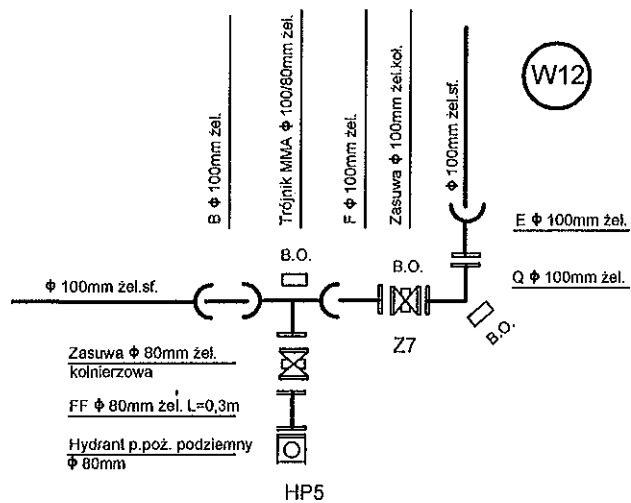 B Φ 100mm żel.
Trójnik MMA Φ 100/80mm żel.
F Φ 100mm żel.
Zasuwa Φ 100mm żel.koł.
Φ 100mm żel.sf.
W12
E Φ 100mm żel.
Q Φ 100mm żel.
B.O.
B.O.
B.O.
Φ 100mm żel.sf.
Z7
Zasuwa Φ 80mm żel.
kołnierzowa
FF Φ 80mm żel. L=0,3m
Hydrant p.poż. podziemny
Φ 80mm
HP5